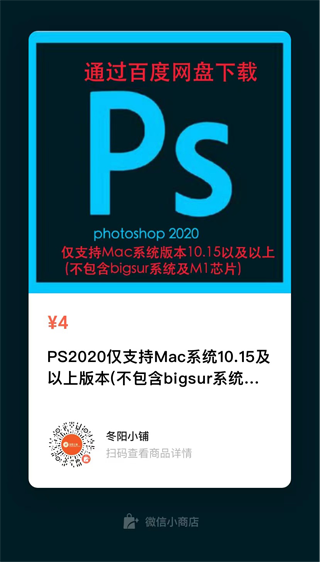 通过百度网盘下载
Ps
photoshop 2020
仅支持Mac系统版本10.15以及以上
(不包含bigsur系统及M1芯片)
¥4
PS2020仅支持Mac系统10.15及
以上版本(不包含bigsur系统...
冬阳小铺
扫码查看商品详情
微信小商店